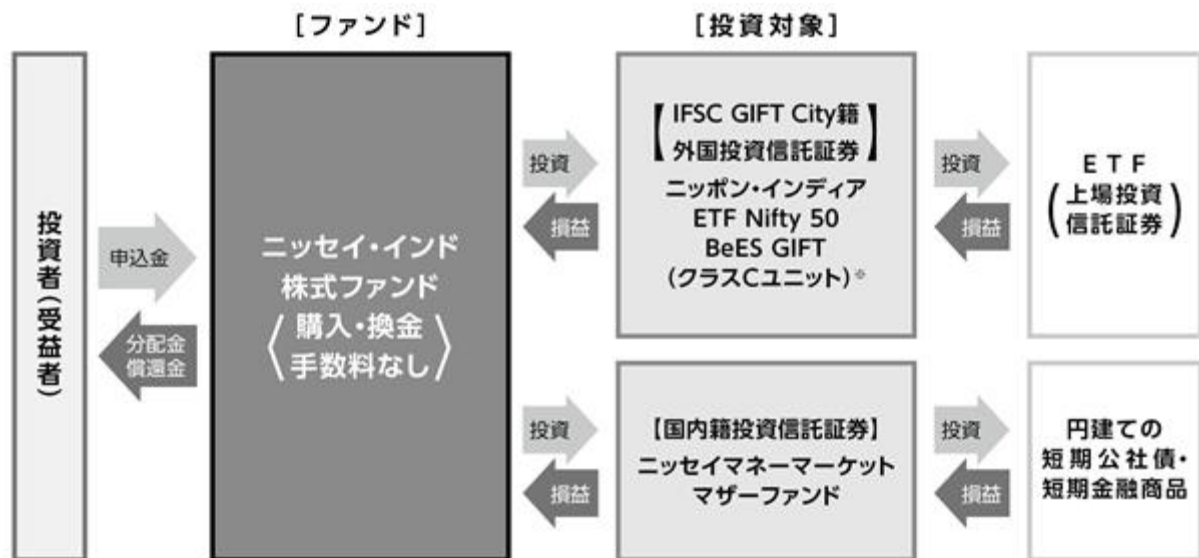 ［ファンド］
［投資対象］
投資者(受益者)
申込金
分配金
償還金
ニッセイ・インド
株式ファンド
〈購入・換金
手数料なし〉
投資
損益
【IFSC GIFT City籍
外国投資信託証券】
ニッポン・インディア
ETF Nifty 50
BeES GIFT
(クラスCユニット)※
投資
損益
ETF
(上場投資
信託証券)
投資
損益
【国内籍投資信託証券】
ニッセイマネーマーケット
マザーファンド
投資
損益
円建ての
短期公社債・
短期金融商品